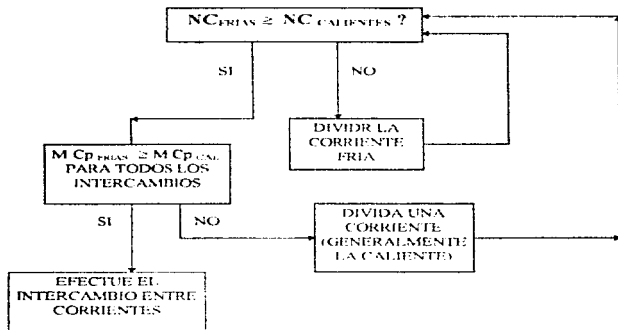 NC FRIAS ≥ NC CALIENTES ?
SI
NO
DIVIDR LA
CORRIENTE
FRIA
M Cp FRIAS ≥ M Cp CAL
PARA TODOS LOS
INTERCAMBIOS
SI
NO
DIVIDA UNA
CORRIENTE
(GENERALMENTE
LA CALIENTE)
EFECTUE EL
INTERCAMBIO ENTRE
CORRIENTES